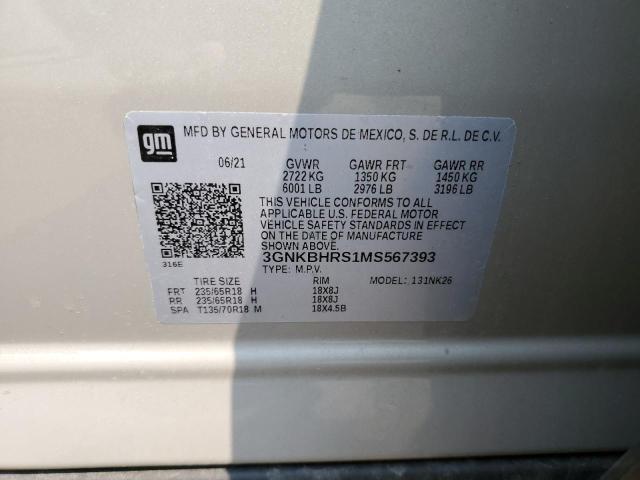 gm
MFD BY GENERAL MOTORS DE MEXICO, S. DE R.L. DE C.V.
06/21 GVWR GAWR FRT GAWR RR
2722 KG 1350 KG 1450 KG
6001 LB 2976 LB 3196 LB
THIS VEHICLE CONFORMS TO ALL
APPLICABLE U.S. FEDERAL MOTOR
VEHICLE SAFETY STANDARDS IN EFFECT
ON THE DATE OF MANUFACTURE
SHOWN ABOVE.
3GNKBHRS1MS567393
316E
TYPE: M.P.V.
TIRE SIZE RIM MODEL: 131NK26
FRT 235/65R18 H 18X8J
RR 235/65R18 H 18X8J
SPA T135/70R18 M 18X4.5B